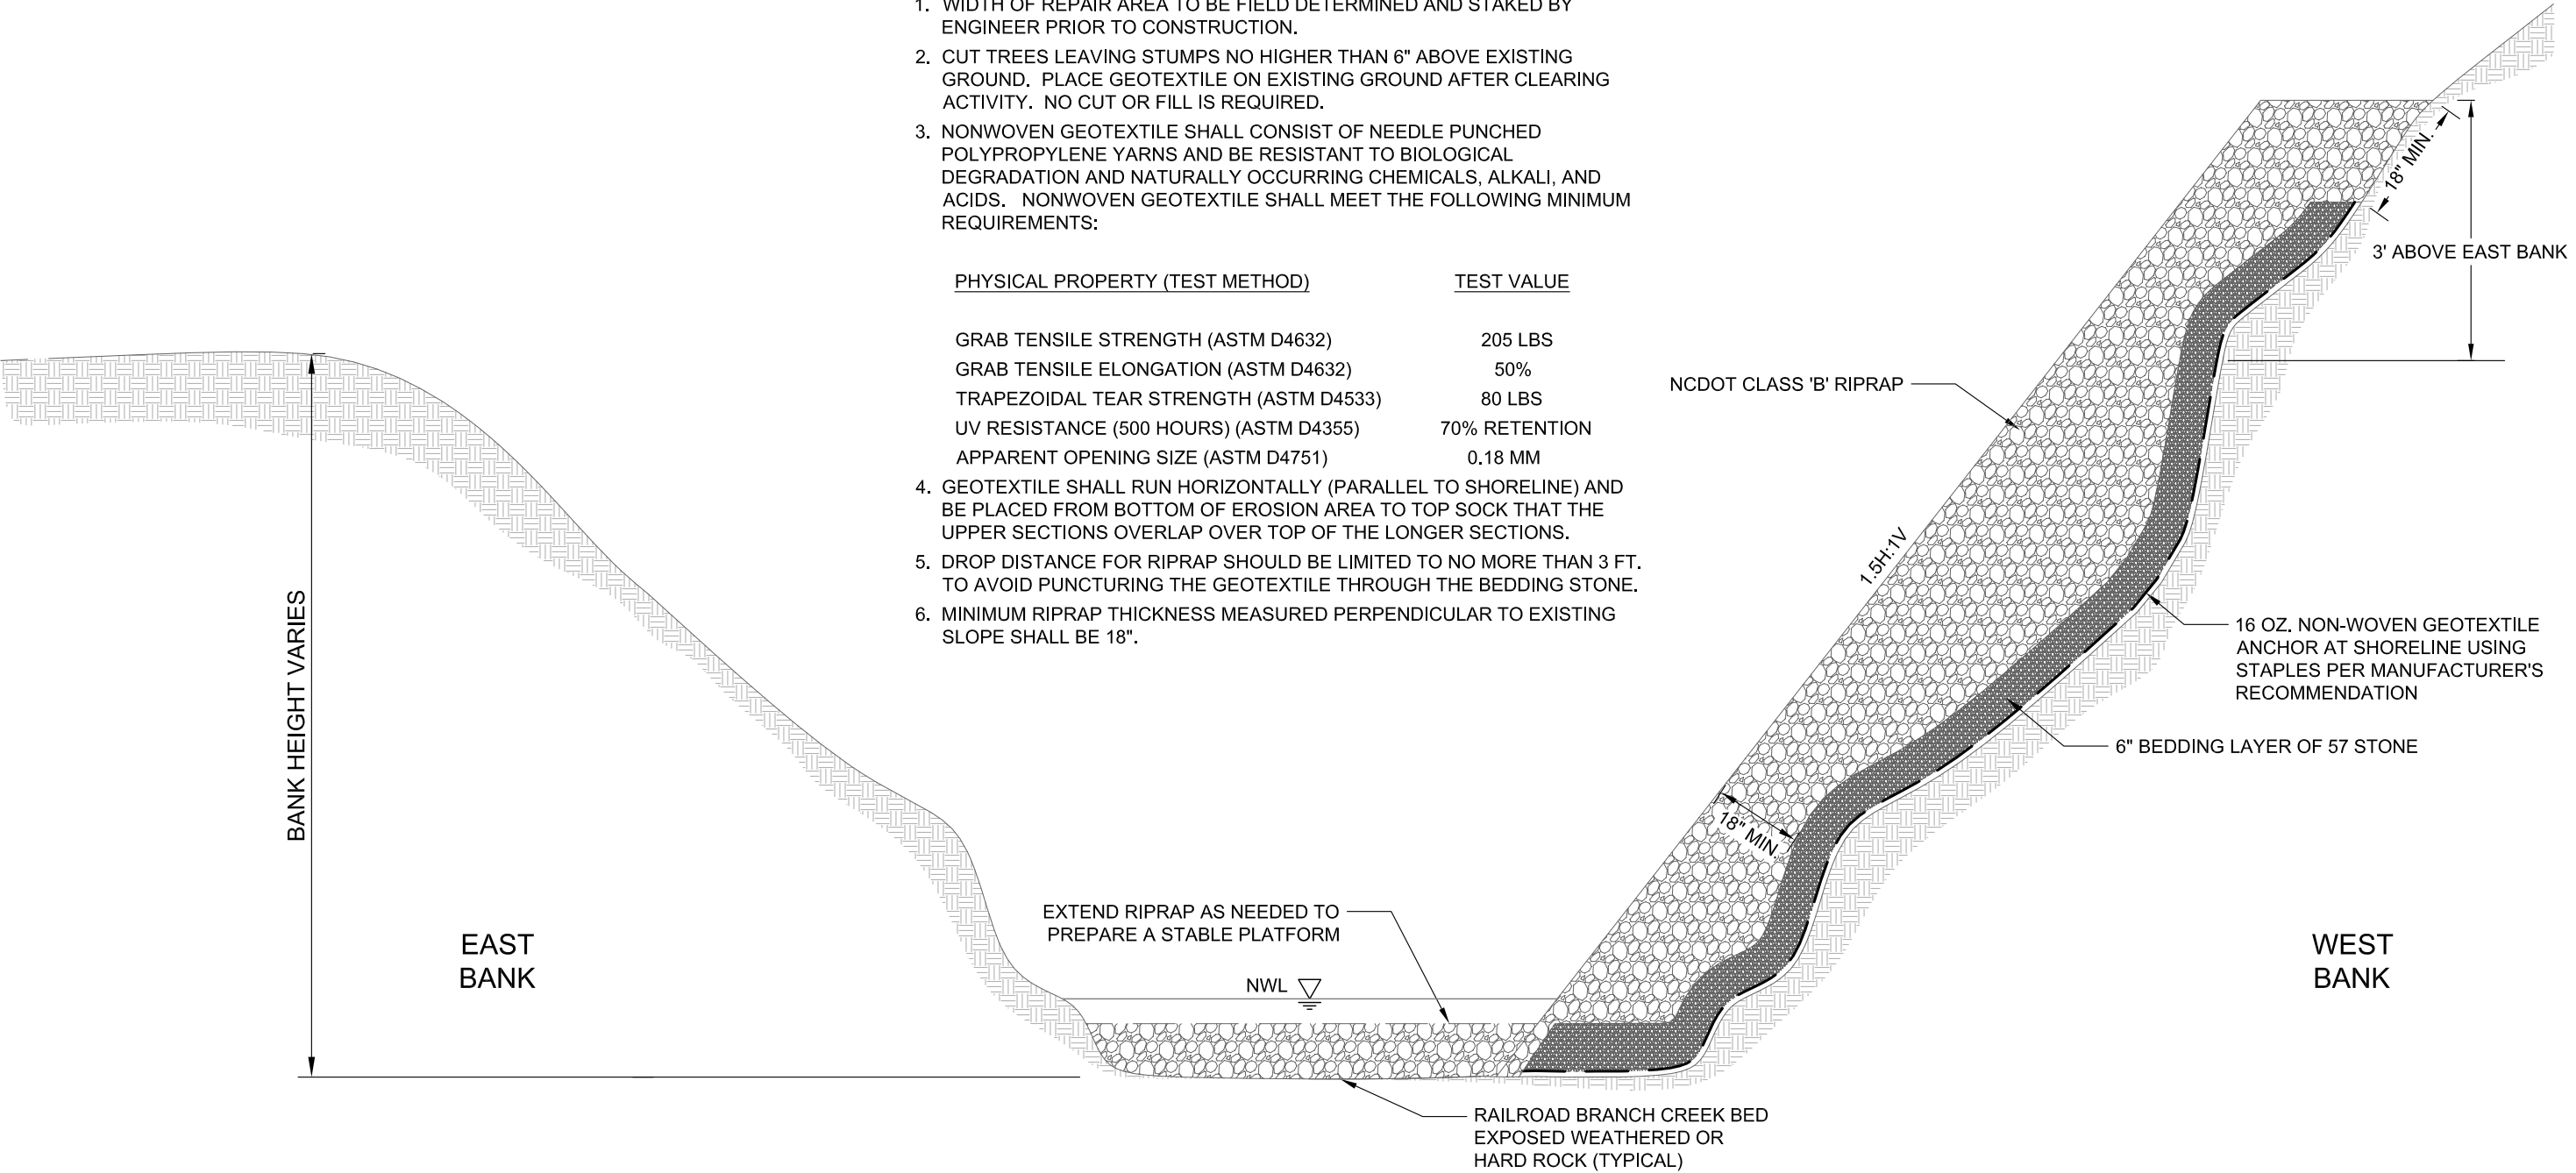 1. WIDTH OF REPAIR AREA TO BE FIELD DETERMINED AND STAKED BY
ENGINEER PRIOR TO CONSTRUCTION.
2. CUT TREES LEAVING STUMPS NO HIGHER THAN 6" ABOVE EXISTING
GROUND. PLACE GEOTEXTILE ON EXISTING GROUND AFTER CLEARING
ACTIVITY. NO CUT OR FILL IS REQUIRED.
3. NONWOVEN GEOTEXTILE SHALL CONSIST OF NEEDLE PUNCHED
POLYPROPYLENE YARNS AND BE RESISTANT TO BIOLOGICAL
DEGRADATION AND NATURALLY OCCURRING CHEMICALS, ALKALI, AND
ACIDS. NONWOVEN GEOTEXTILE SHALL MEET THE FOLLOWING MINIMUM
REQUIREMENTS:
PHYSICAL PROPERTY (TEST METHOD) TEST VALUE
GRAB TENSILE STRENGTH (ASTM D4632) 205 LBS
GRAB TENSILE ELONGATION (ASTM D4632) 50%
TRAPEZOIDAL TEAR STRENGTH (ASTM D4533) 80 LBS
UV RESISTANCE (500 HOURS) (ASTM D4355) 70% RETENTION
APPARENT OPENING SIZE (ASTM D4751) 0.18 MM
4. GEOTEXTILE SHALL RUN HORIZONTALLY (PARALLEL TO SHORELINE) AND
BE PLACED FROM BOTTOM OF EROSION AREA TO TOP SOCK THAT THE
UPPER SECTIONS OVERLAP OVER TOP OF THE LONGER SECTIONS.
5. DROP DISTANCE FOR RIPRAP SHOULD BE LIMITED TO NO MORE THAN 3 FT.
TO AVOID PUNCTURING THE GEOTEXTILE THROUGH THE BEDDING STONE.
6. MINIMUM RIPRAP THICKNESS MEASURED PERPENDICULAR TO EXISTING
SLOPE SHALL BE 18".
18" MIN.
3' ABOVE EAST BANK
NCDOT CLASS 'B' RIPRAP
1.5H:1V
16 OZ. NON-WOVEN GEOTEXTILE
ANCHOR AT SHORELINE USING
STAPLES PER MANUFACTURER'S
RECOMMENDATION
6" BEDDING LAYER OF 57 STONE
18" MIN.
BANK HEIGHT VARIES
EAST
BANK
EXTEND RIPRAP AS NEEDED TO
PREPARE A STABLE PLATFORM
NWL
WEST
BANK
RAILROAD BRANCH CREEK BED
EXPOSED WEATHERED OR
HARD ROCK (TYPICAL)